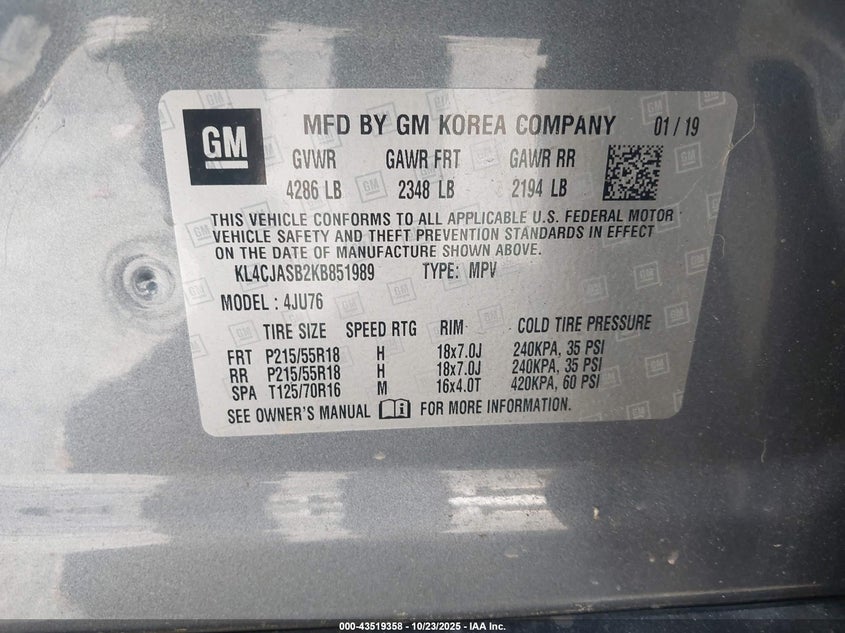 GM MFD BY GM KOREA COMPANY 01 / 19
GVWR GAWR FRT GAWR RR
4286 LB 2348 LB 2194 LB
THIS VEHICLE CONFORMS TO ALL APPLICABLE U.S. FEDERAL MOTOR
VEHICLE SAFETY AND THEFT PREVENTION STANDARDS IN EFFECT
ON THE DATE OF MANUFACTURE SHOWN ABOVE.
KL4CJASB2KB851989 TYPE: MPV
MODEL : 4JU76
TIRE SIZE SPEED RTG RIM COLD TIRE PRESSURE
FRT P215/55R18 H 18x7.0J 240KPA, 35 PSI
RR P215/55R18 H 18x7.0J 240KPA, 35 PSI
SPA T125/70R16 M 16x4.0T 420KPA, 60 PSI
SEE OWNER'S MANUAL FOR MORE INFORMATION.
000-43519358 - 10/23/2025 - IAA Inc.